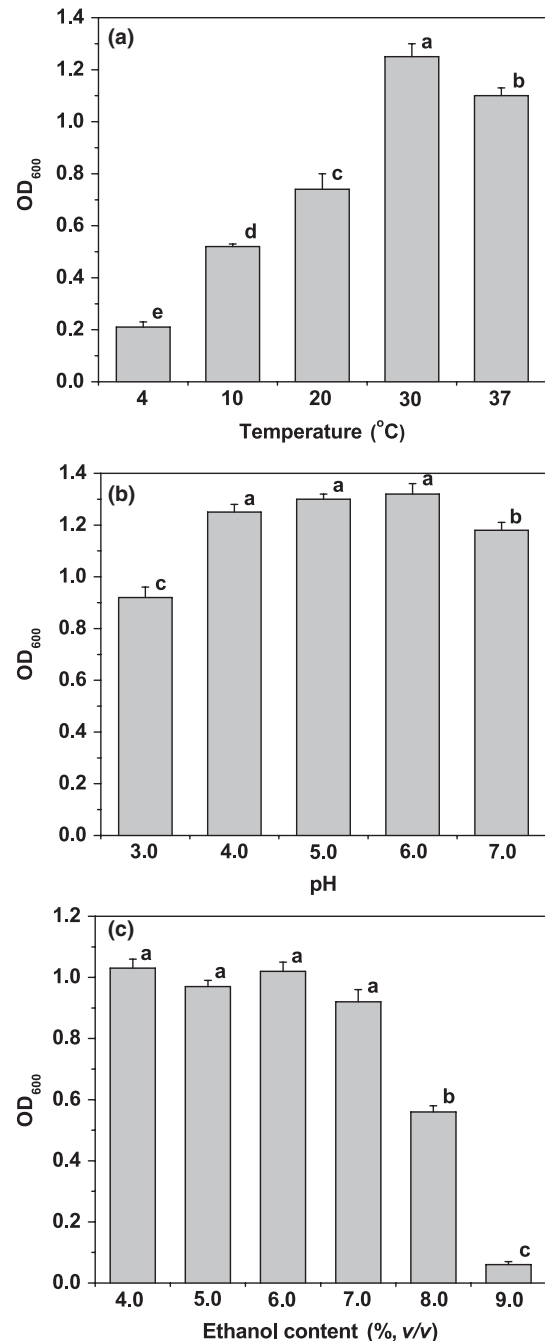 (a)
1.4
1.2
1.0
0.8
0.6
0.4
0.2
0.0
OD600
e
d
c
a
b
4 10 20 30 37
Temperature (°C)
(b)
1.4
1.2
1.0
0.8
0.6
0.4
0.2
0.0
OD600
c
a
a
a
b
3.0 4.0 5.0 6.0 7.0
pH
(c)
1.2
1.0
0.8
0.6
0.4
0.2
0.0
OD600
a
a
a
a
b
c
4.0 5.0 6.0 7.0 8.0 9.0
Ethanol content (%, v/v)